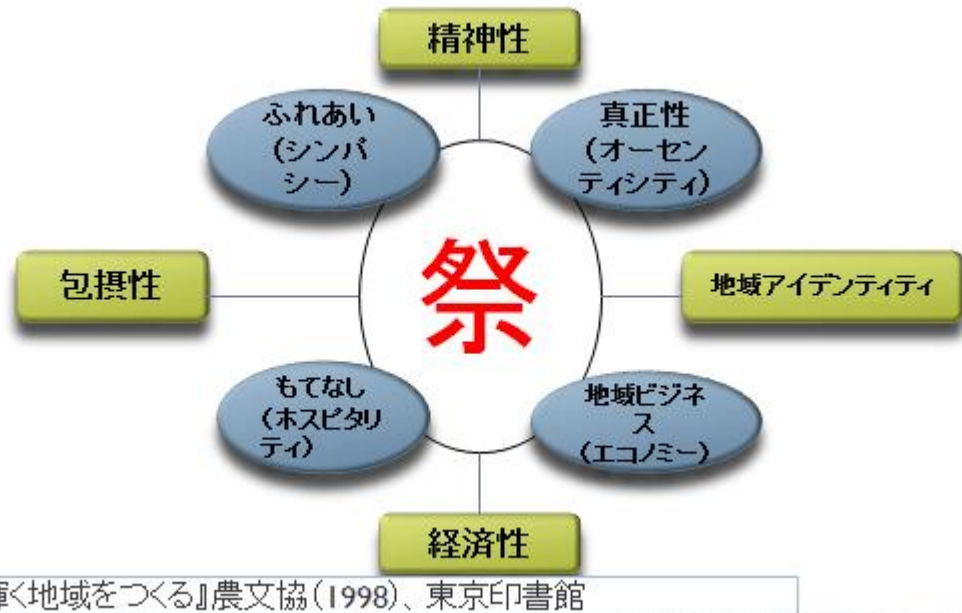 精神性
ふれあい
(シンパ
シー)
真正性
(オーセン
ティシティ)
包摂性
祭
地域アイデンティティ
もてなし
(ホスピタリ
ティ)
地域ビジネ
ス
(エコノミー)
経済性
く地域をつくる』農文協(1998)、東京印書館